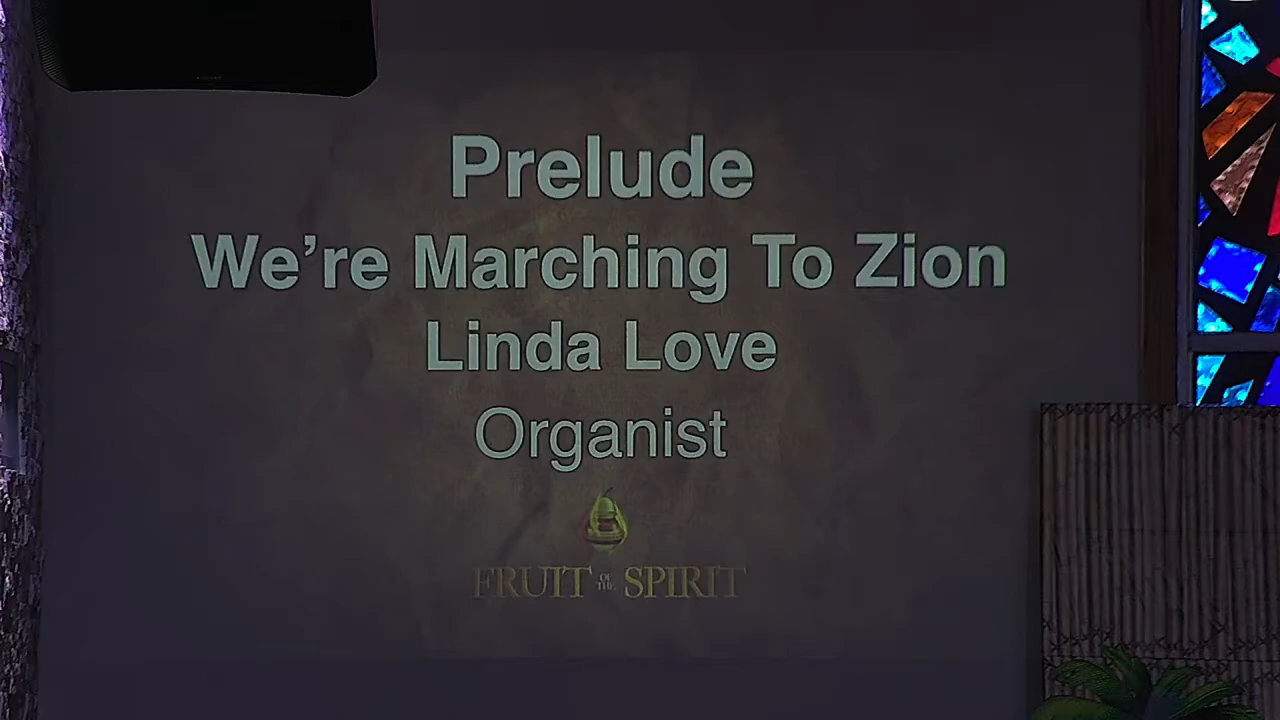 Prelude
We're Marching To Zion
Linda Love
Organist
FRUIT OF THE SPIRIT